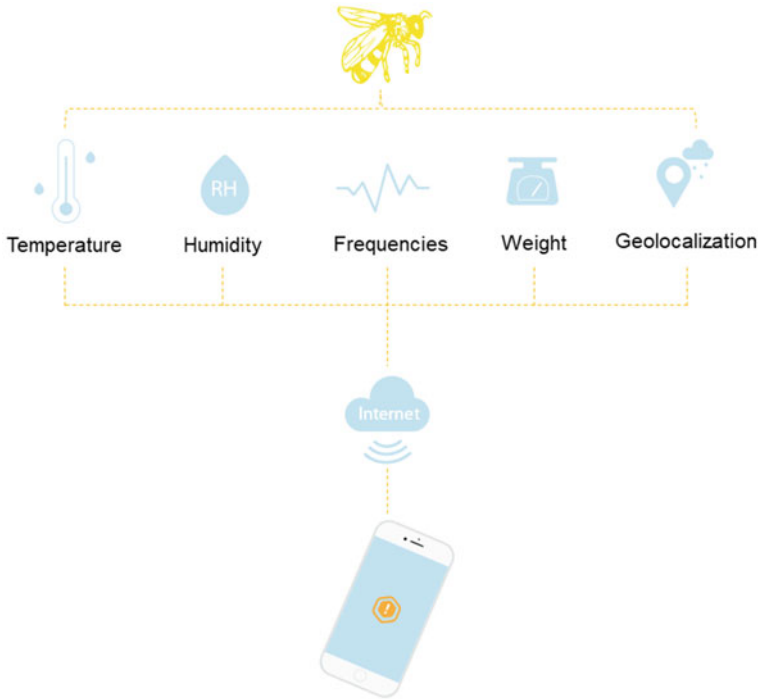 RH
Temperature
Humidity
Frequencies
Weight
Geolocalization
Internet
!